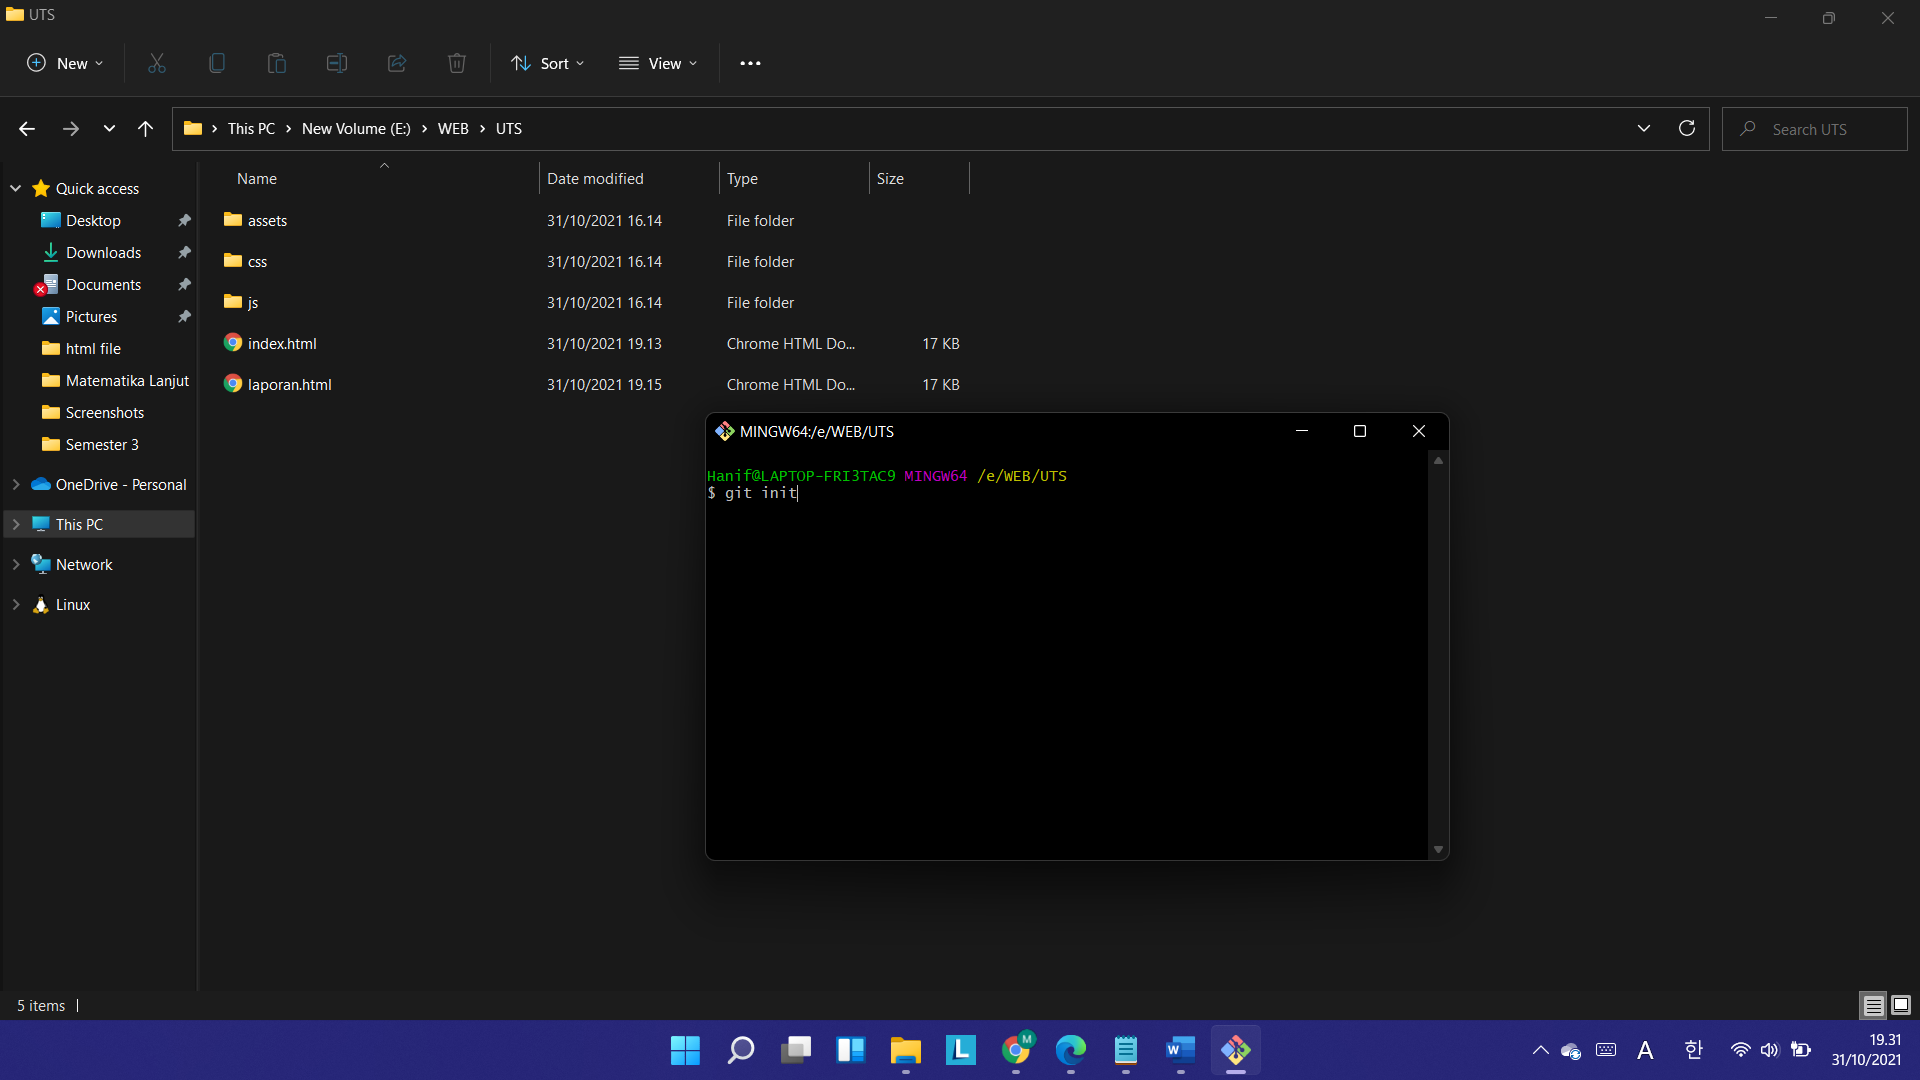 UTS
New
Sort
View
This PC > New Volume (E:) > WEB > UTS
Search UTS
Name Date modified Type Size
Quick access
Desktop
Downloads
Documents
Pictures
html file
Matematika Lanjut
Screenshots
Semester 3
OneDrive - Personal
This PC
Network
Linux
assets 31/10/2021 16.14 File folder
css 31/10/2021 16.14 File folder
js 31/10/2021 16.14 File folder
index.html 31/10/2021 19.13 Chrome HTML Do... 17 KB
laporan.html 31/10/2021 19.15 Chrome HTML Do... 17 KB
MINGW64:/e/WEB/UTS
Hanif@LAPTOP-FRI3TAC9 MINGW64 /e/WEB/UTS
$ git init
5 items
L
M
W
A
한
19.31
31/10/2021